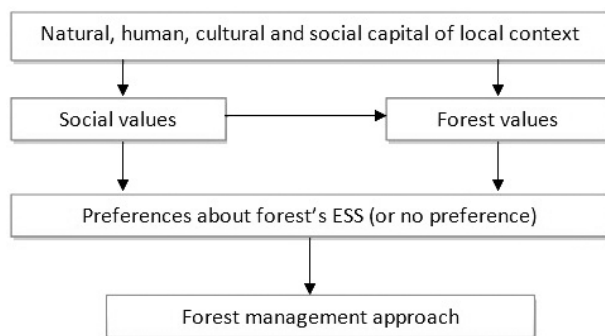 Natural, human, cultural and social capital of local context
Social values
Forest values
Preferences about forest's ESS (or no preference)
Forest management approach